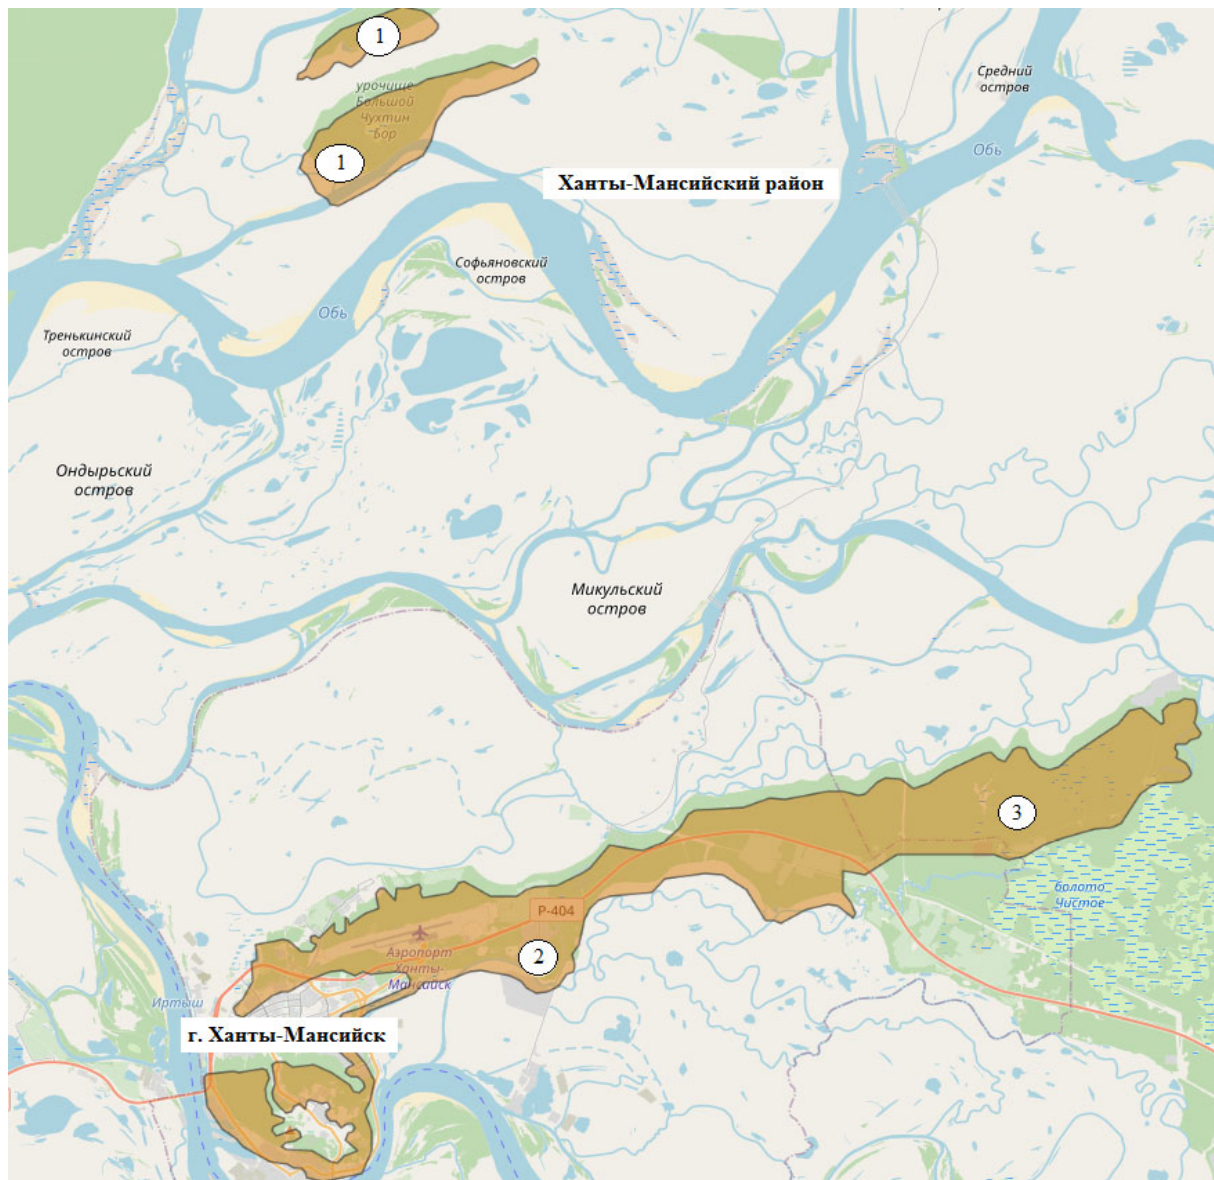 1
Средний
остров
урочище
Большой
Чухтин
Бор
Обь
1
Ханты-Мансийский район
Софьяновский
остров
Обь
Тренькинский
остров
Ондырьский
остров
Микульский
остров
3
болото
Чистое
Р-404
Аэропорт
Ханты-
Мансийск
2
Иртыш
г. Ханты-Мансийск